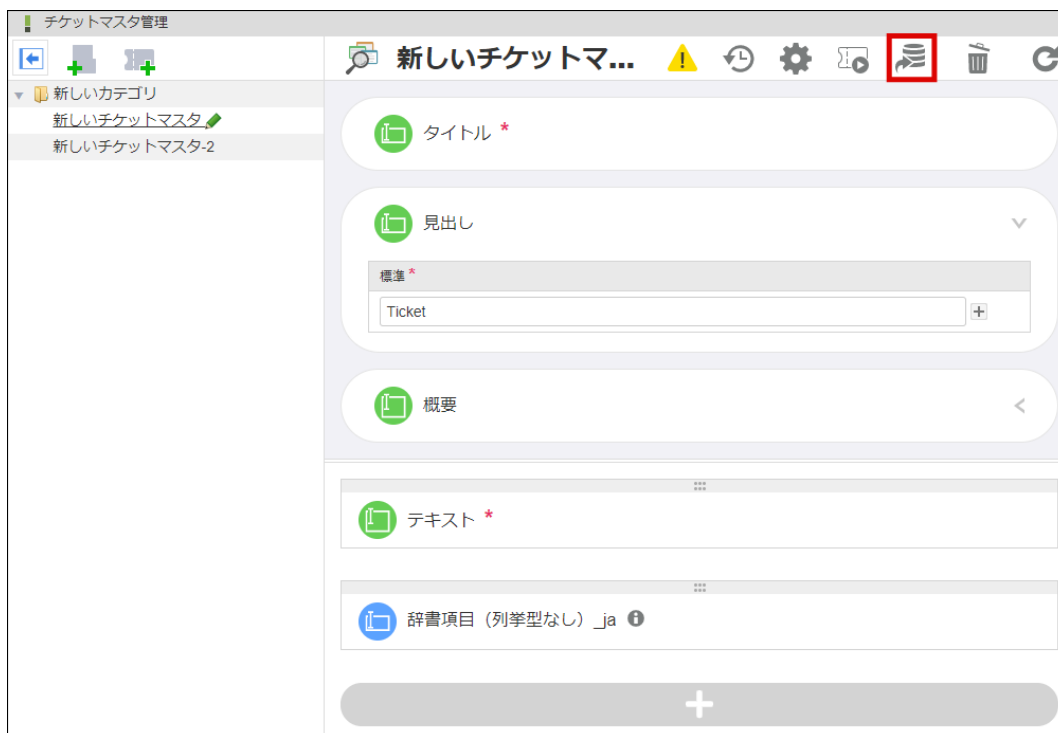 チケットマスタ管理
新しいチケットマ...
新しいカテゴリ
新しいチケットマスタ
新しいチケットマスタ-2
タイトル *
見出し
標準 *
Ticket
概要
テキスト *
辞書項目（列挙型なし）_ja